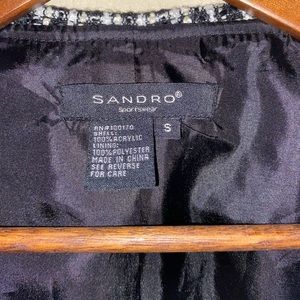 SANDRO®
Sportswear
S
RN#100170
SHELL:
100%ACRYLIC
LINING:
100%POLYESTER
MADE IN CHINA
SEE REVERSE
FOR CARE